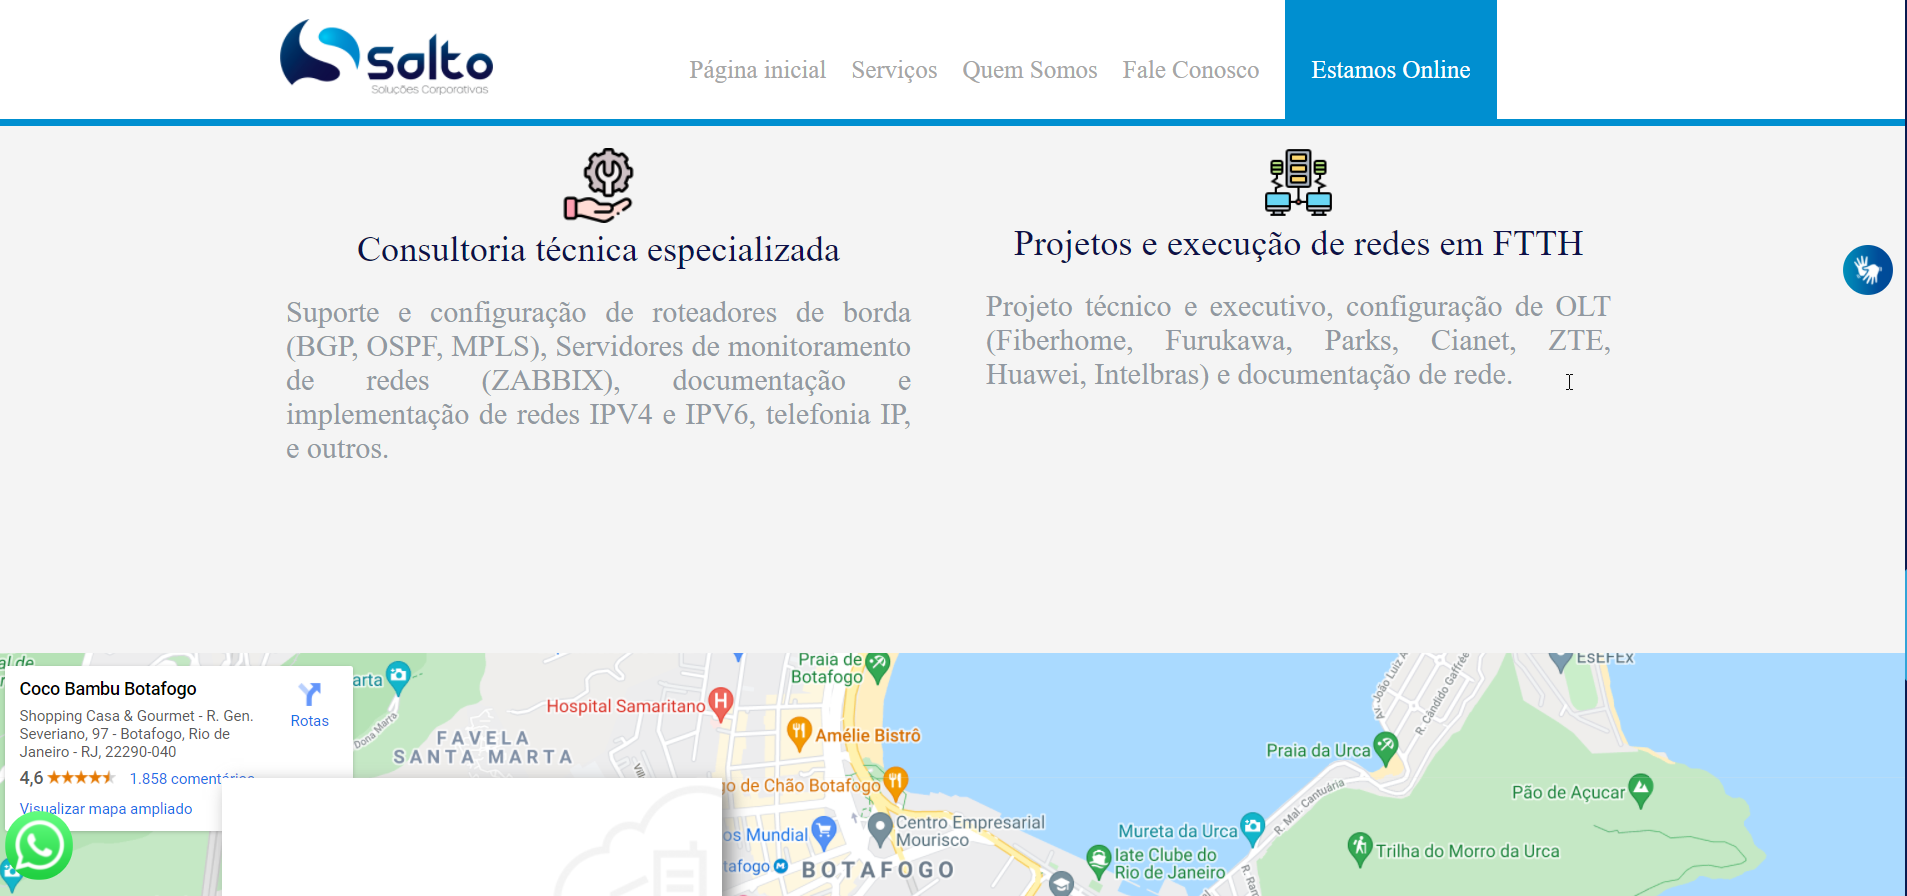 Salto
Soluções Corporativas
Página inicial
Serviços
Quem Somos
Fale Conosco
Estamos Online
Consultoria técnica especializada
Suporte e configuração de roteadores de borda
(BGP, OSPF, MPLS), Servidores de monitoramento
de redes (ZABBIX), documentação e
implementação de redes IPV4 e IPV6, telefonia IP,
e outros.
Projetos e execução de redes em FTTH
Projeto técnico e executivo, configuração de OLT
(Fiberhome, Furukawa, Parks, Cianet, ZTE,
Huawei, Intelbras) e documentação de rede.
Coco Bambu Botafogo
Shopping Casa & Gourmet - R. Gen.
Severiano, 97 - Botafogo, Rio de
Janeiro - RJ, 22290-040
4,6
1.858 comentários
Visualizar mapa ampliado
Rotas
Dona Marta
Hospital Samaritano
H
FAVELA
SANTA MARTA
Praia de
Botafogo
Amélie Bistrô
de Chão Botafogo
Mundial
M
Centro Empresarial
Mourisco
BOTAFOGO
EsEFEx
R. Cândido Gaffrée
Praia da Urca
R. Mal. Cantuária
Mureta da Urca
Iate Clube do
Rio de Janeiro
Pão de Açucar
Trilha do Morro da Urca